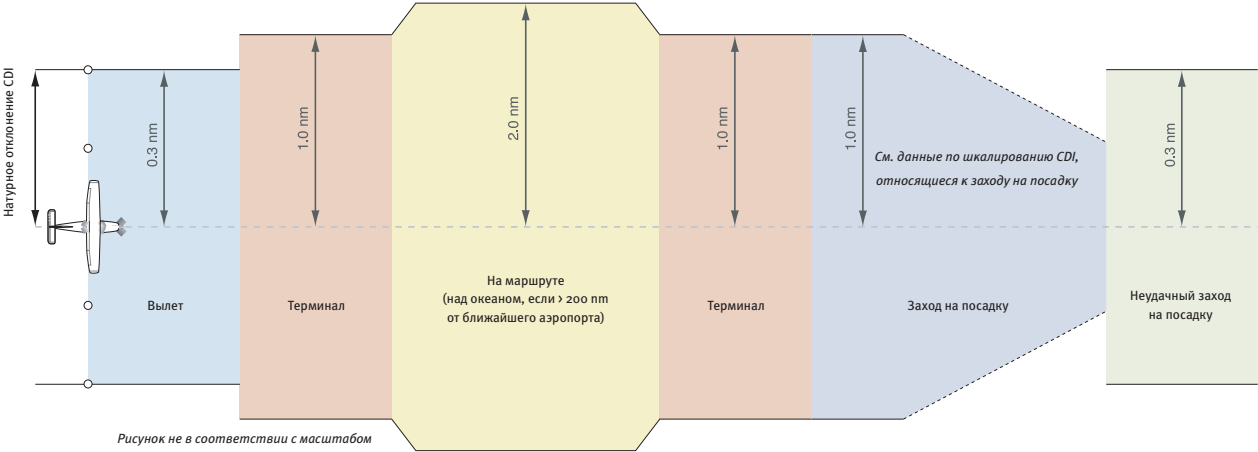 Натурное отклонение CDI
0.3 nm
1.0 nm
2.0 nm
1.0 nm
1.0 nm
См. данные по шкалированию CDI,
относящиеся к заходу на посадку
0.3 nm
Вылет
Терминал
На маршруте
(над океаном, если > 200 nm
от ближайшего аэропорта)
Терминал
Заход на посадку
Неудачный заход
на посадку
Рисунок не в соответствии с масштабом